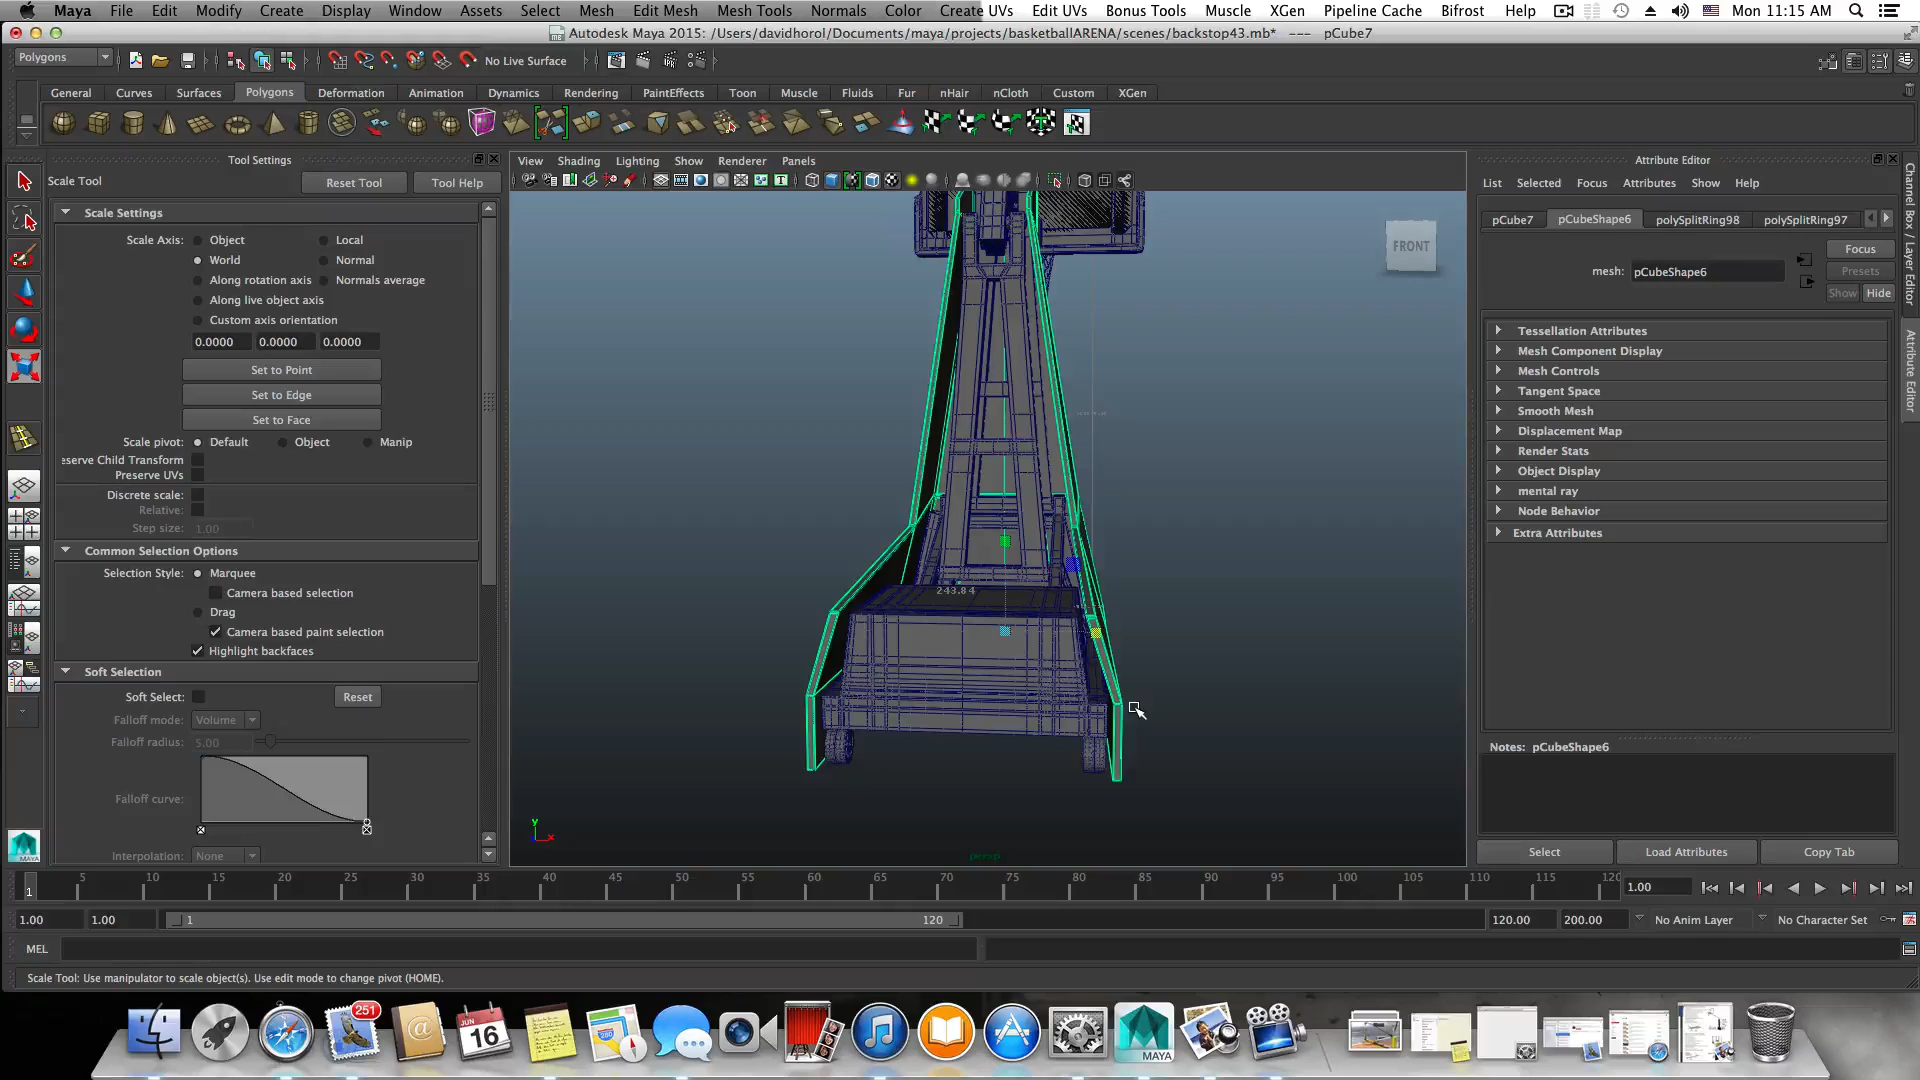 Maya File Edit Modify Create Display Window Assets Select Mesh Edit Mesh Mesh Tools Normals Color Create UVs Edit UVs Bonus Tools Muscle XGen Pipeline Cache Bifrost Help Mon 11:15 AM
Autodesk Maya 2015: /Users/davidhorol/Documents/maya/projects/basketballARENA/scenes/backstop43.mb* --- pCube7
Polygons No Live Surface
General Curves Surfaces Polygons Deformation Animation Dynamics Rendering PaintEffects Toon Muscle Fluids Fur nHair nCloth Custom XGen
Tool Settings
Scale Tool Reset Tool Tool Help
Scale Settings
Scale Axis: Object Local
World Normal
Along rotation axis Normals average
Along live object axis
Custom axis orientation
0.0000 0.0000 0.0000
Set to Point
Set to Edge
Set to Face
Scale pivot: Default Object Manip
eserve Child Transform
Preserve UVs
Discrete scale:
Relative:
Step size: 1.00
Common Selection Options
Selection Style: Marquee
Camera based selection
Drag
Camera based paint selection
Highlight backfaces
Soft Selection
Soft Select: Reset
Falloff mode: Volume
Falloff radius: 5.00
Falloff curve:
Interpolation: None
MAYA
View Shading Lighting Show Renderer Panels
FRONT
243.84
y
x
persp
Attribute Editor
List Selected Focus Attributes Show Help
pCube7 pCubeShape6 polySplitRing98 polySplitRing97
Focus
mesh: pCubeShape6 Presets
Show Hide
Tessellation Attributes
Mesh Component Display
Mesh Controls
Tangent Space
Smooth Mesh
Displacement Map
Render Stats
Object Display
mental ray
Node Behavior
Extra Attributes
Notes: pCubeShape6
Select Load Attributes Copy Tab
Channel Box / Layer Editor
Attribute Editor
1 5 10 15 20 25 30 35 40 45 50 55 60 65 70 75 80 85 90 95 100 105 110 115 120 1.00
1.00 1.00 1 120 120.00 200.00 No Anim Layer No Character Set
MEL
Scale Tool: Use manipulator to scale object(s). Use edit mode to change pivot (HOME).
251
JUN
16
280
MAYA